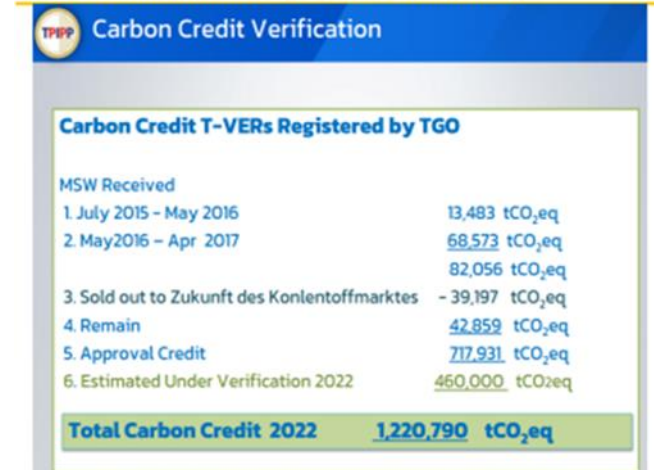 TPIPP Carbon Credit Verification
Carbon Credit T-VERs Registered by TGO
MSW Received
1. July 2015 - May 2016 13,483 tCO₂eq
2. May2016 – Apr 2017 68,573 tCO₂eq
82,056 tCO₂eq
3. Sold out to Zukunft des Konlentoffmarktes - 39,197 tCO₂eq
4. Remain 42,859 tCO₂eq
5. Approval Credit 717,931 tCO₂eq
6. Estimated Under Verification 2022 460,000 tCO2eq
Total Carbon Credit 2022 1,220,790 tCO₂eq